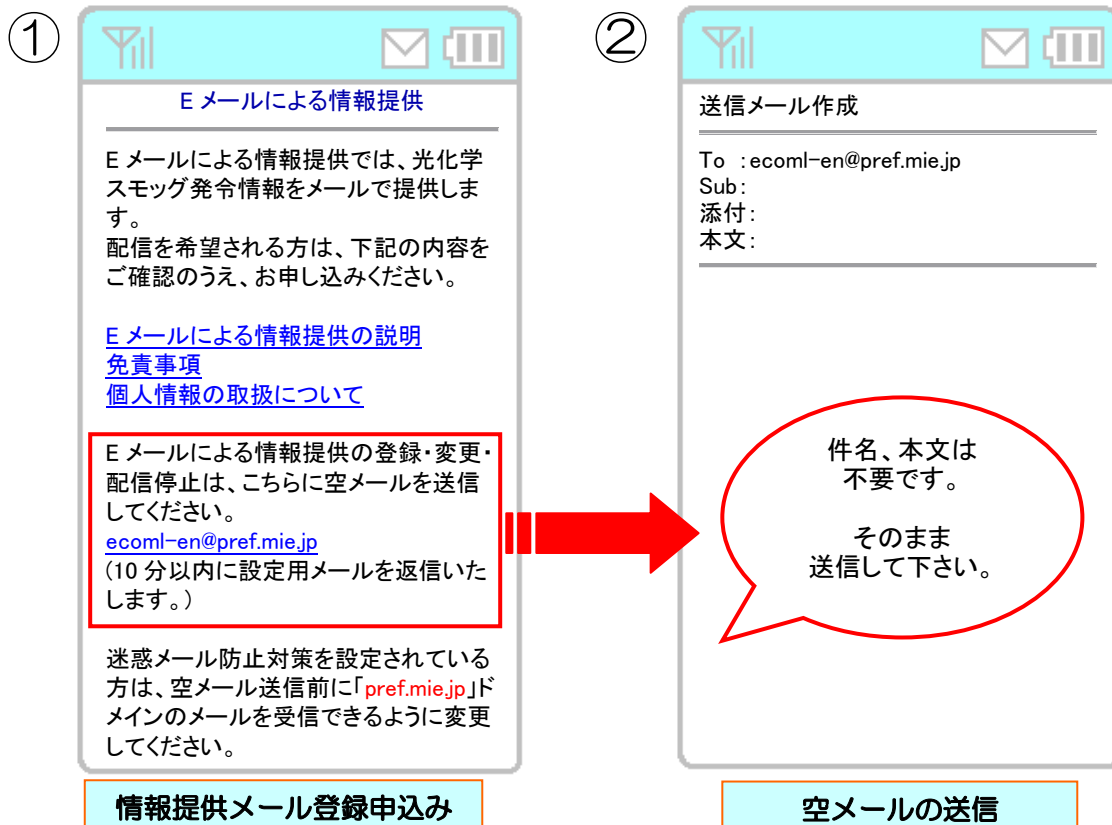 ①
Eメールによる情報提供
Eメールによる情報提供では、光化学
スモッグ発令情報をメールで提供しま
す。
配信を希望される方は、下記の内容を
ご確認のうえ、お申し込みください。
Eメールによる情報提供の説明
免責事項
個人情報の取扱について
Eメールによる情報提供の登録・変更・
配信停止は、こちらに空メールを送信
してください。
ecoml-en@pref.mie.jp
(10分以内に設定用メールを返信いた
します。)
迷惑メール防止対策を設定されている
方は、空メール送信前に「pref.mie.jp」ド
メインのメールを受信できるように変更
してください。
情報提供メール登録申込み
②
送信メール作成
To :ecoml-en@pref.mie.jp
Sub:
添付:
本文:
件名、本文は
不要です。
そのまま
送信して下さい。
空メールの送信